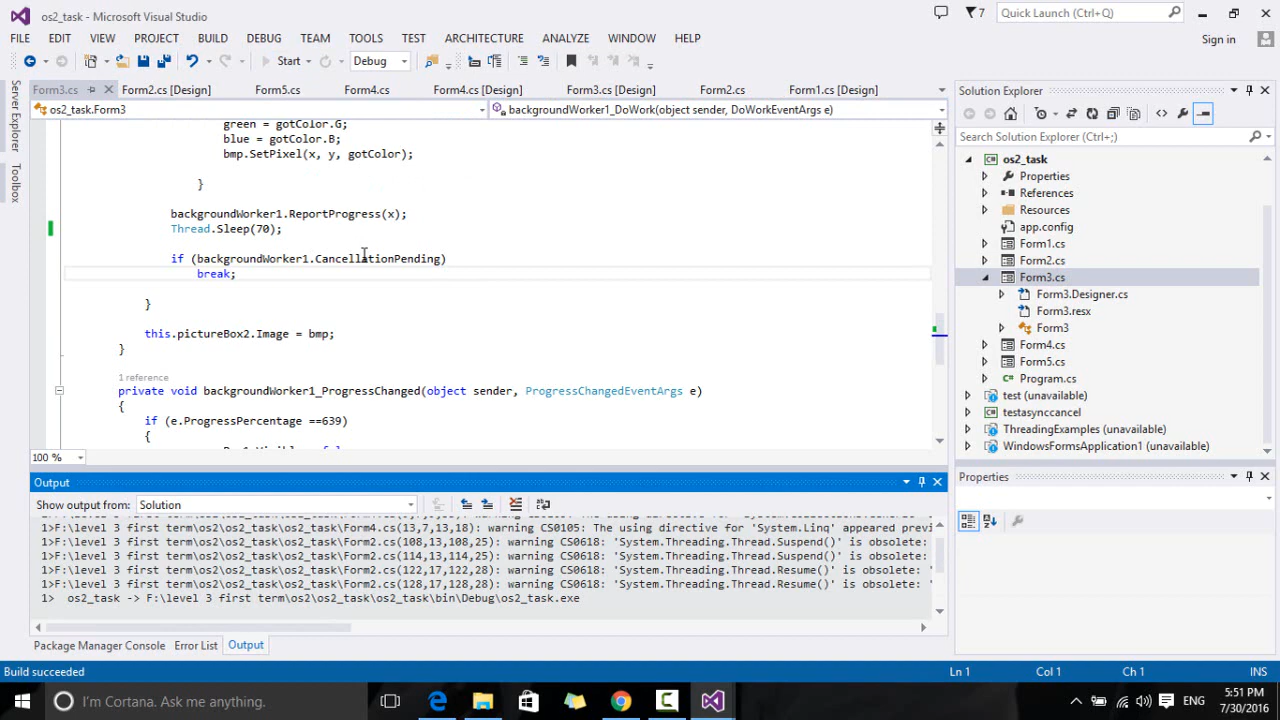 os2_task - Microsoft Visual Studio
7
Quick Launch (Ctrl+Q)
FILE EDIT VIEW PROJECT BUILD DEBUG TEAM TOOLS TEST ARCHITECTURE ANALYZE WINDOW HELP
Sign in
Start Debug
Server Explorer
Toolbox
Form3.cs Form2.cs [Design] Form5.cs Form4.cs Form4.cs [Design] Form3.cs [Design] Form2.cs Form1.cs [Design]
os2_task.Form3 backgroundWorker1_DoWork(object sender, DoWorkEventArgs e)
green = gotColor.G;
blue = gotColor.B;
bmp.SetPixel(x, y, gotColor);
}
backgroundWorker1.ReportProgress(x);
Thread.Sleep(70);
if (backgroundWorker1.CancellationPending)
break;
}
this.pictureBox2.Image = bmp;
}
1 reference
private void backgroundWorker1_ProgressChanged(object sender, ProgressChangedEventArgs e)
{
if (e.ProgressPercentage ==639)
{
100 %
Output
Show output from: Solution
1>F:\level 3 first term\os2\os2_task\os2_task\Form4.cs(13,7,13,18): warning CS0105: The using directive for 'System.Linq' appeared previ
1>F:\level 3 first term\os2\os2_task\os2_task\Form2.cs(108,13,108,25): warning CS0618: 'System.Threading.Thread.Suspend()' is obsolete:
1>F:\level 3 first term\os2\os2_task\os2_task\Form2.cs(114,13,114,25): warning CS0618: 'System.Threading.Thread.Suspend()' is obsolete:
1>F:\level 3 first term\os2\os2_task\os2_task\Form2.cs(122,17,122,28): warning CS0618: 'System.Threading.Thread.Resume()' is obsolete: '
1>F:\level 3 first term\os2\os2_task\os2_task\Form2.cs(128,17,128,28): warning CS0618: 'System.Threading.Thread.Resume()' is obsolete: '
1> os2_task -> F:\level 3 first term\os2\os2_task\os2_task\bin\Debug\os2_task.exe
Package Manager Console Error List Output
Solution Explorer
Search Solution Explorer (Ctrl+;)
os2_task
Properties
References
Resources
app.config
Form1.cs
Form2.cs
Form3.cs
Form3.Designer.cs
Form3.resx
Form3
Form4.cs
Form5.cs
Program.cs
test (unavailable)
testasynccancel
ThreadingExamples (unavailable)
WindowsFormsApplication1 (unavailable)
Properties
Build succeeded Ln 1 Col 1 Ch 1 INS
I'm Cortana. Ask me anything.
ENG
5:51 PM
7/30/2016